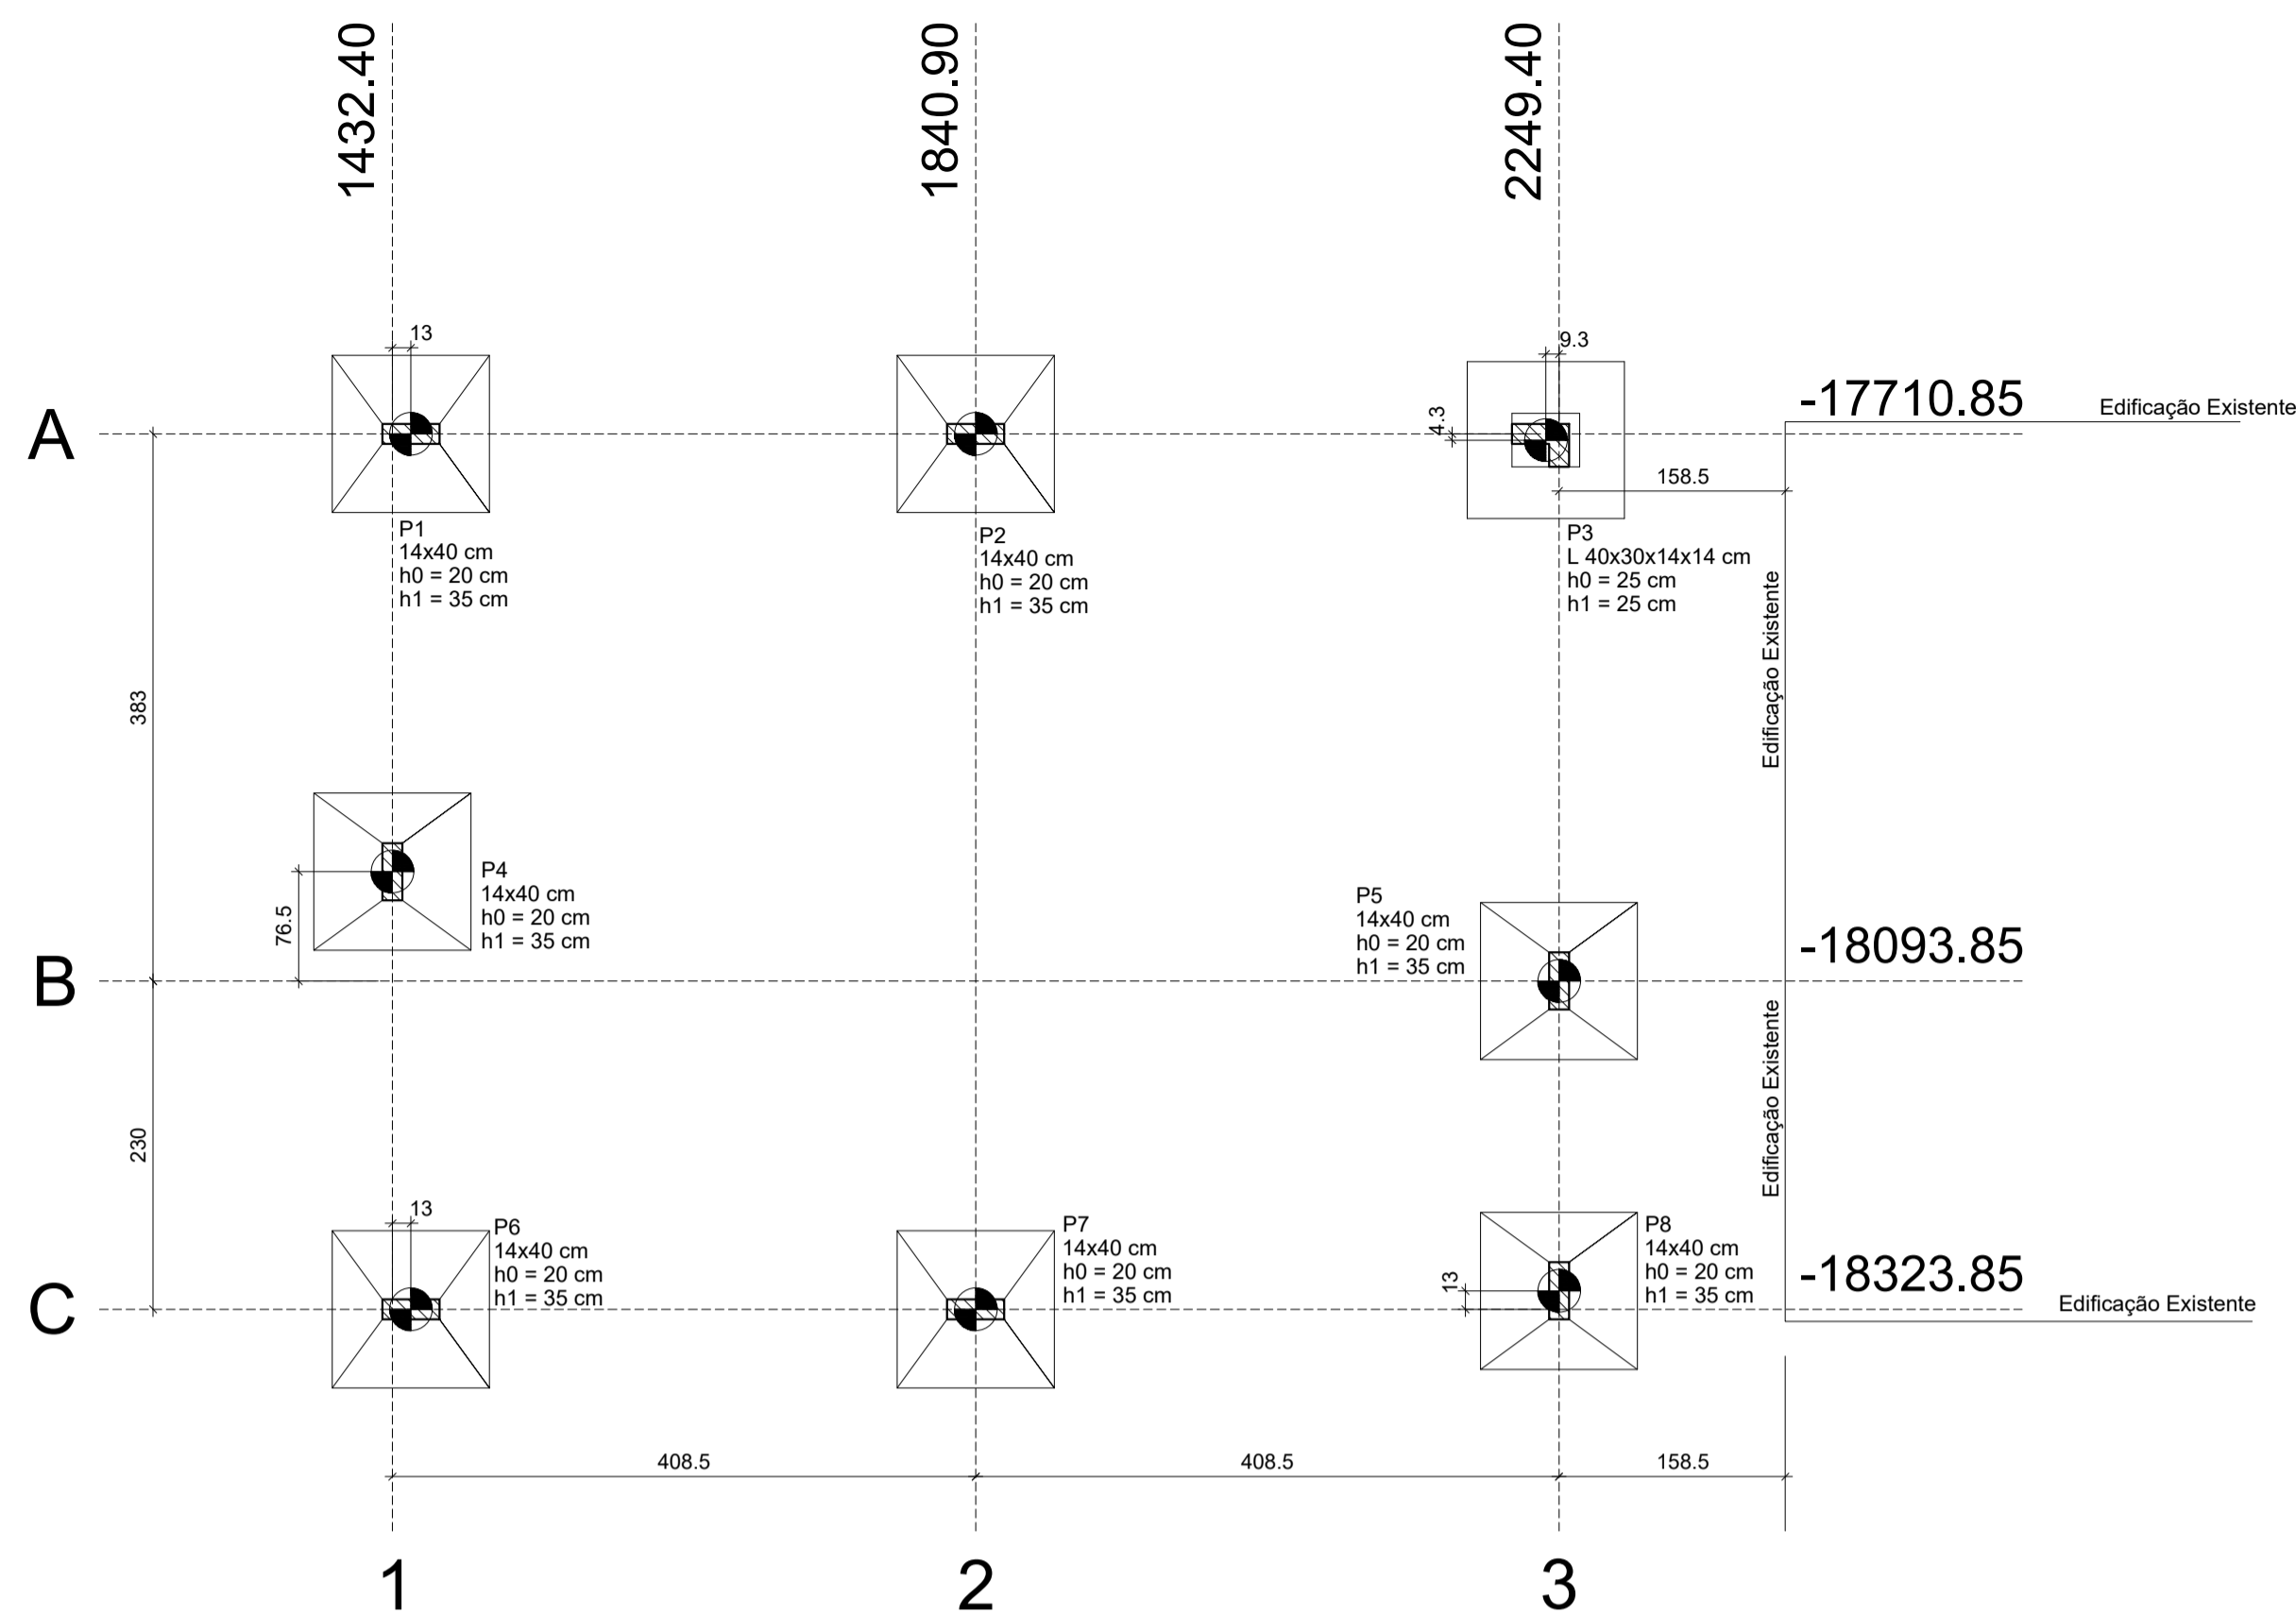 1432.40
1840.90
2249.40
13
9.3
4.3
A
-17710.85
Edificação Existente
158.5
P1
14x40 cm
h0 = 20 cm
h1 = 35 cm
P2
14x40 cm
h0 = 20 cm
h1 = 35 cm
P3
L 40x30x14x14 cm
h0 = 25 cm
h1 = 25 cm
Edificação Existente
383
P4
14x40 cm
h0 = 20 cm
h1 = 35 cm
76.5
P5
14x40 cm
h0 = 20 cm
h1 = 35 cm
B
-18093.85
Edificação Existente
230
13
P6
14x40 cm
h0 = 20 cm
h1 = 35 cm
P7
14x40 cm
h0 = 20 cm
h1 = 35 cm
13
P8
14x40 cm
h0 = 20 cm
h1 = 35 cm
C
-18323.85
Edificação Existente
408.5
408.5
158.5
1
2
3